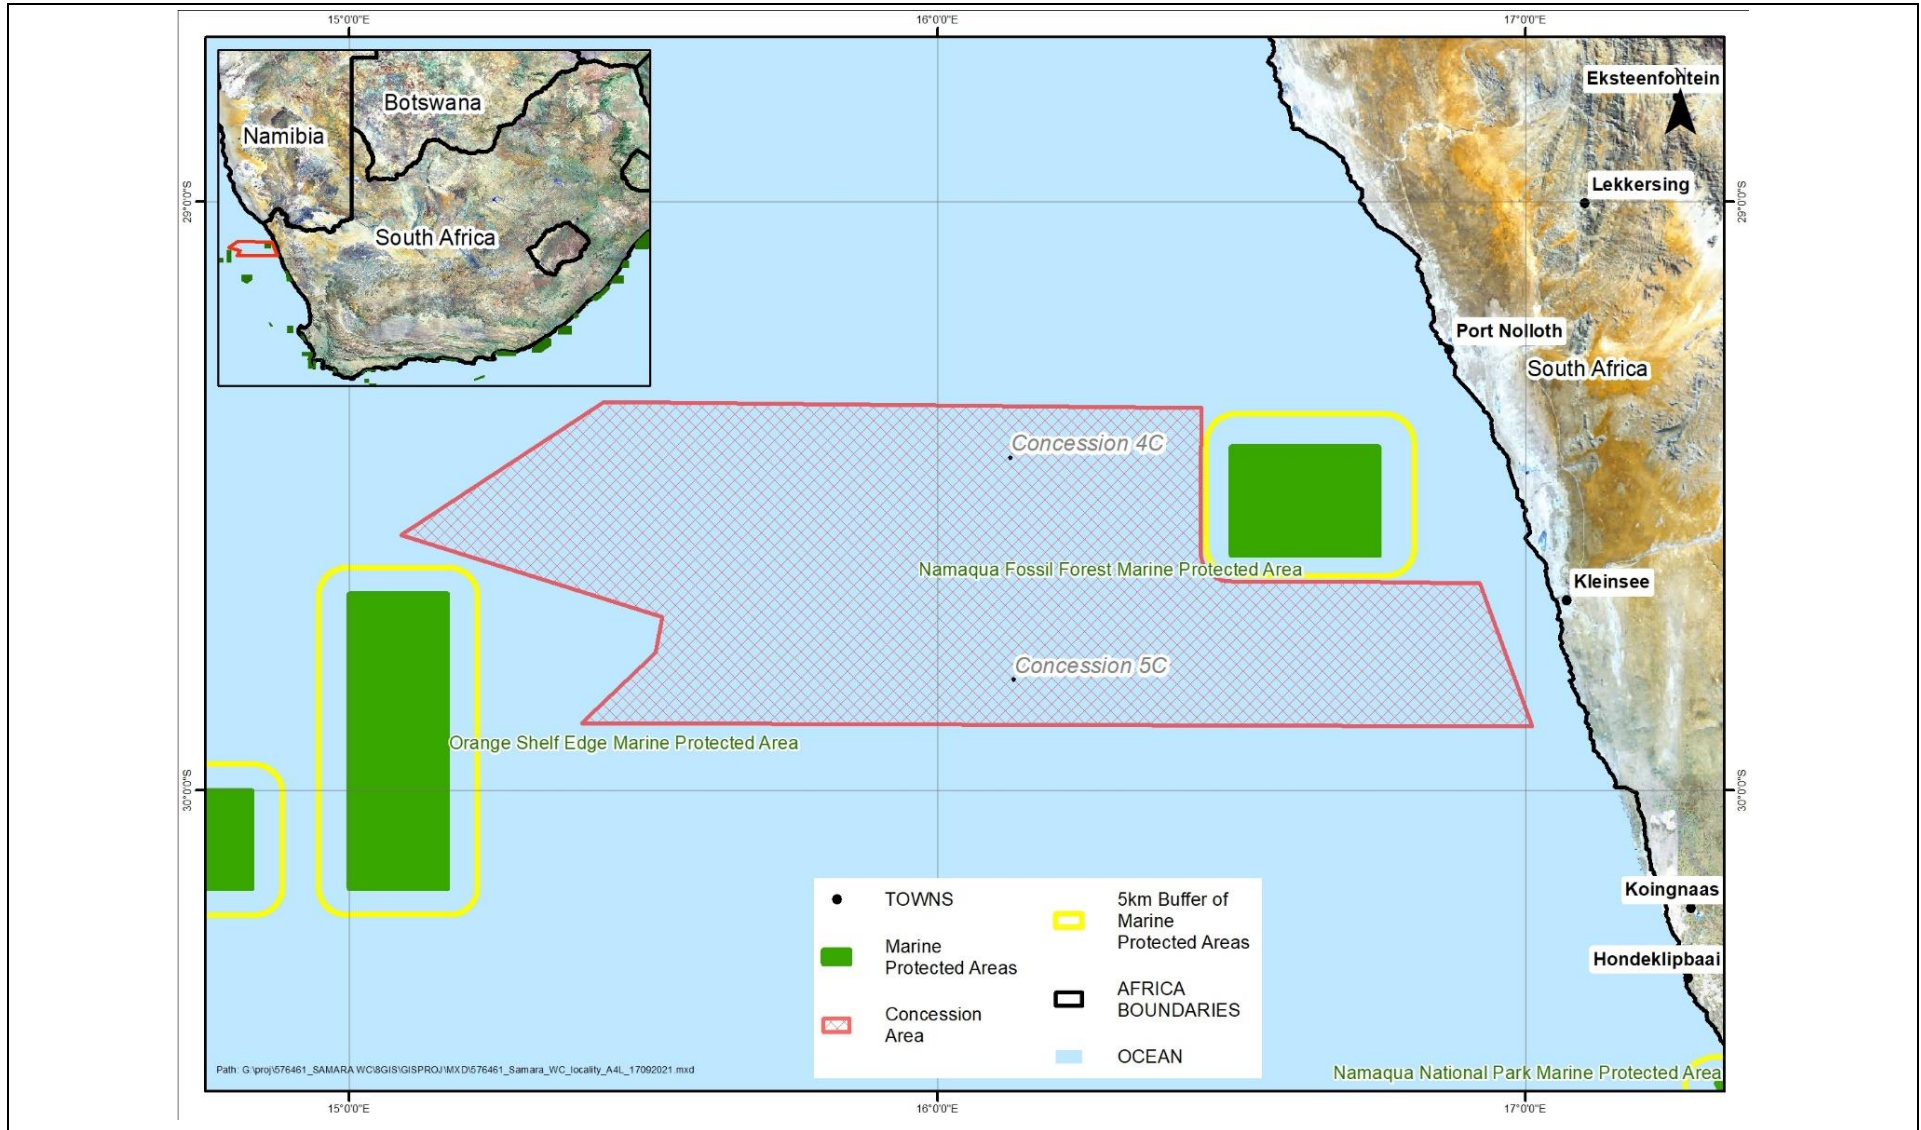 15°0'0"E
16°0'0"E
17°0'0"E
Eksteenfontein
Botswana
Namibia
Lekkersing
29°0'0"S
29°0'0"S
South Africa
Port Nolloth
South Africa
Concession 4C
Namaqua Fossil Forest Marine Protected Area
Kleinsee
Concession 5C
Orange Shelf Edge Marine Protected Area
30°0'0"S
30°0'0"S
TOWNS
Marine
Protected Areas
Concession
Area
5km Buffer of
Marine
Protected Areas
AFRICA
BOUNDARIES
OCEAN
Koingnaas
Hondeklipbaai
Path: G:\proj\576461_SAMARA WC\8GIS\GISPROJ\MXD\576461_Samara_WC_locality_A4L_17092021.mxd
Namaqua National Park Marine Protected Area
15°0'0"E
16°0'0"E
17°0'0"E